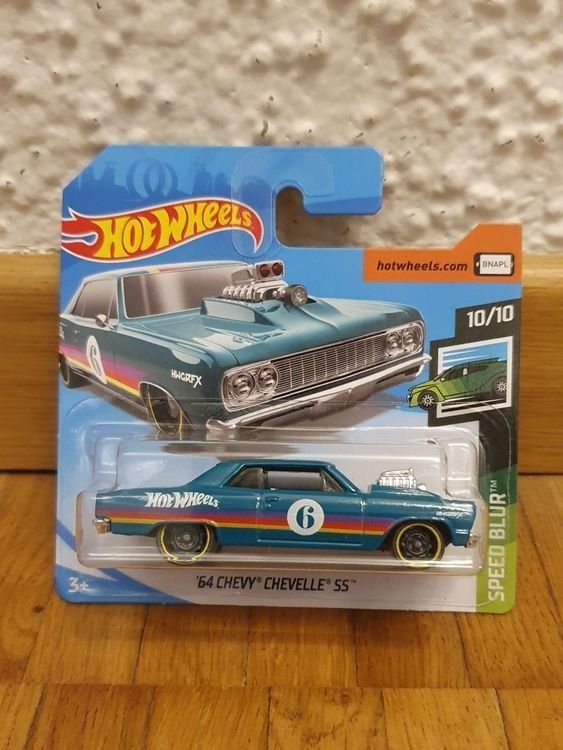 HOT WHEELS
hotwheels.com
BNAPL
10/10
6
HWGRFX
HOT WHEELS
6
HWGRFX
SPEED BLUR™
3+
'64 CHEVY® CHEVELLE® SS™